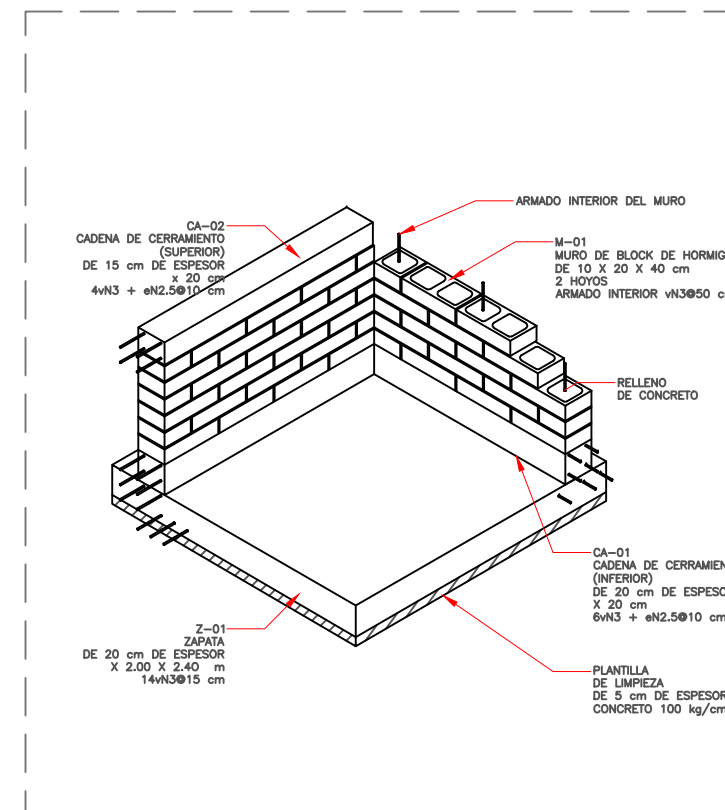 CA-02
CADENA DE CERRAMIENTO
(SUPERIOR)
DE 15 cm DE ESPESOR
x 20 cm
4vN3 + eN2.5@10 cm
ARMADO INTERIOR DEL MURO
M-01
MURO DE BLOCK DE HORMIG
DE 10 X 20 X 40 cm
2 HOYOS
ARMADO INTERIOR vN3@50 c
RELLENO
DE CONCRETO
CA-01
CADENA DE CERRAMIEN
(INFERIOR)
DE 20 cm DE ESPESO
X 20 cm
6vN3 + eN2.5@10 cm
Z-01
ZAPATA
DE 20 cm DE ESPESOR
X 2.00 X 2.40 m
14vN3@15 cm
PLANTILLA
DE LIMPIEZA
DE 5 cm DE ESPESOR
CONCRETO 100 kg/cm